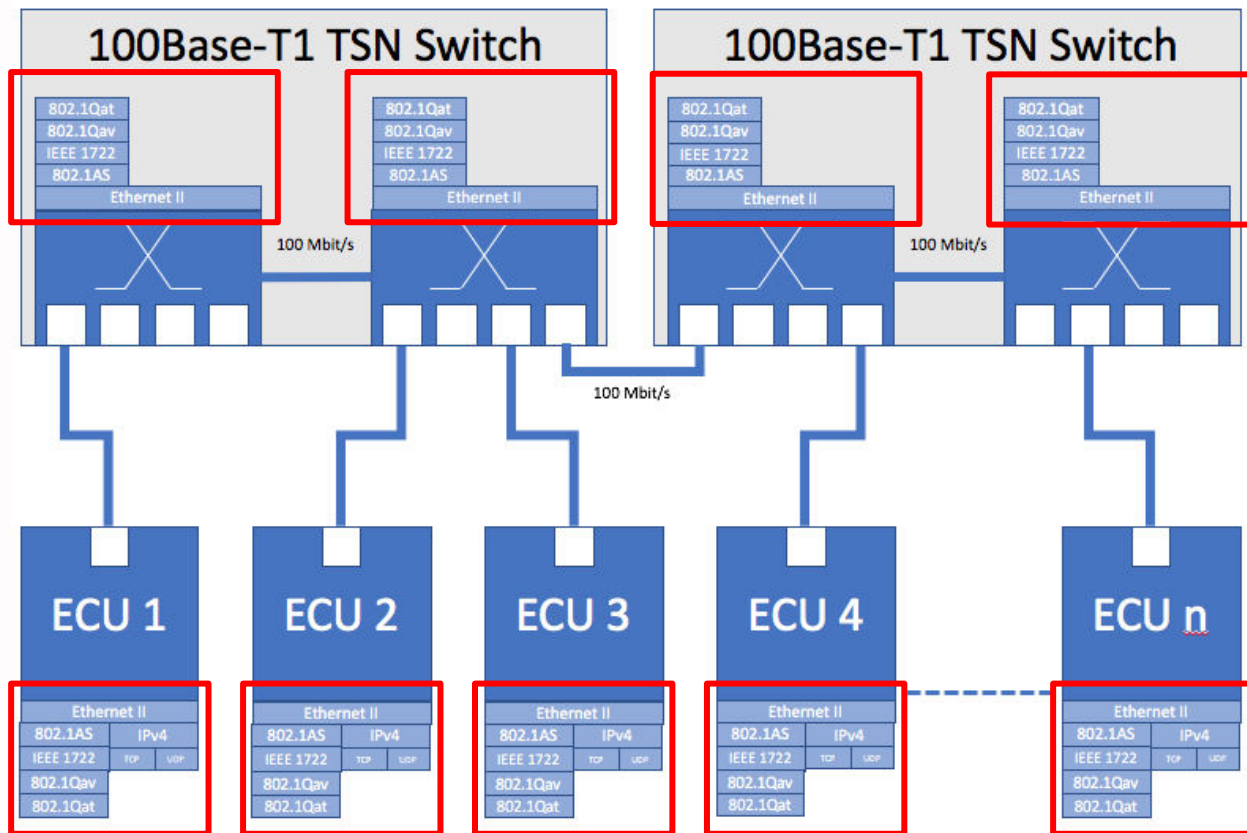 100Base-T1 TSN Switch
802.1Qat
802.1Qav
IEEE 1722
802.1AS
Ethernet II
802.1Qat
802.1Qav
IEEE 1722
802.1AS
Ethernet II
100 Mbit/s
100Base-T1 TSN Switch
802.1Qat
802.1Qav
IEEE 1722
802.1AS
Ethernet II
802.1Qat
802.1Qav
IEEE 1722
802.1AS
Ethernet II
100 Mbit/s
100 Mbit/s
ECU 1
Ethernet II
802.1AS IPv4
IEEE 1722 TCP UDP
802.1Qav
802.1Qat
ECU 2
Ethernet II
802.1AS IPv4
IEEE 1722 TCP UDP
802.1Qav
802.1Qat
ECU 3
Ethernet II
802.1AS IPv4
IEEE 1722 TCP UDP
802.1Qav
802.1Qat
ECU 4
Ethernet II
802.1AS IPv4
IEEE 1722 TCP UDP
802.1Qav
802.1Qat
ECU n
Ethernet II
802.1AS IPv4
IEEE 1722 TCP UDP
802.1Qav
802.1Qat